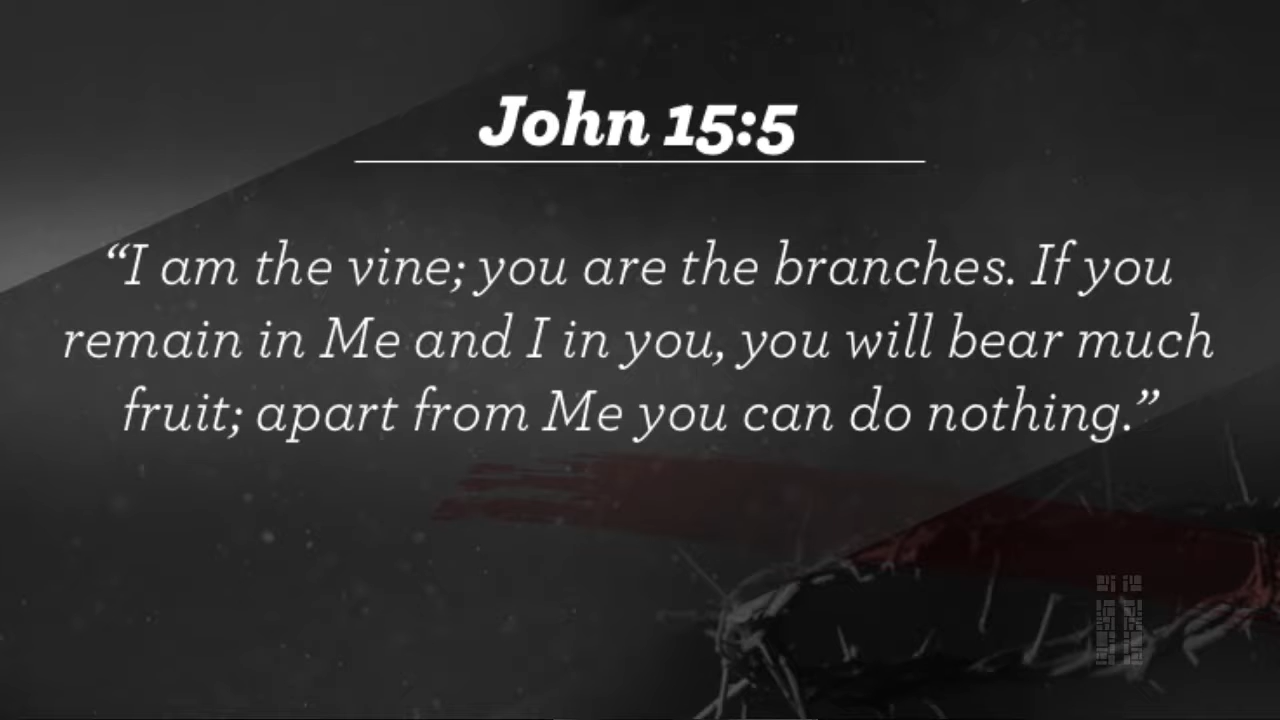 John 15:5
“I am the vine; you are the branches. If you
remain in Me and I in you, you will bear much
fruit; apart from Me you can do nothing.”